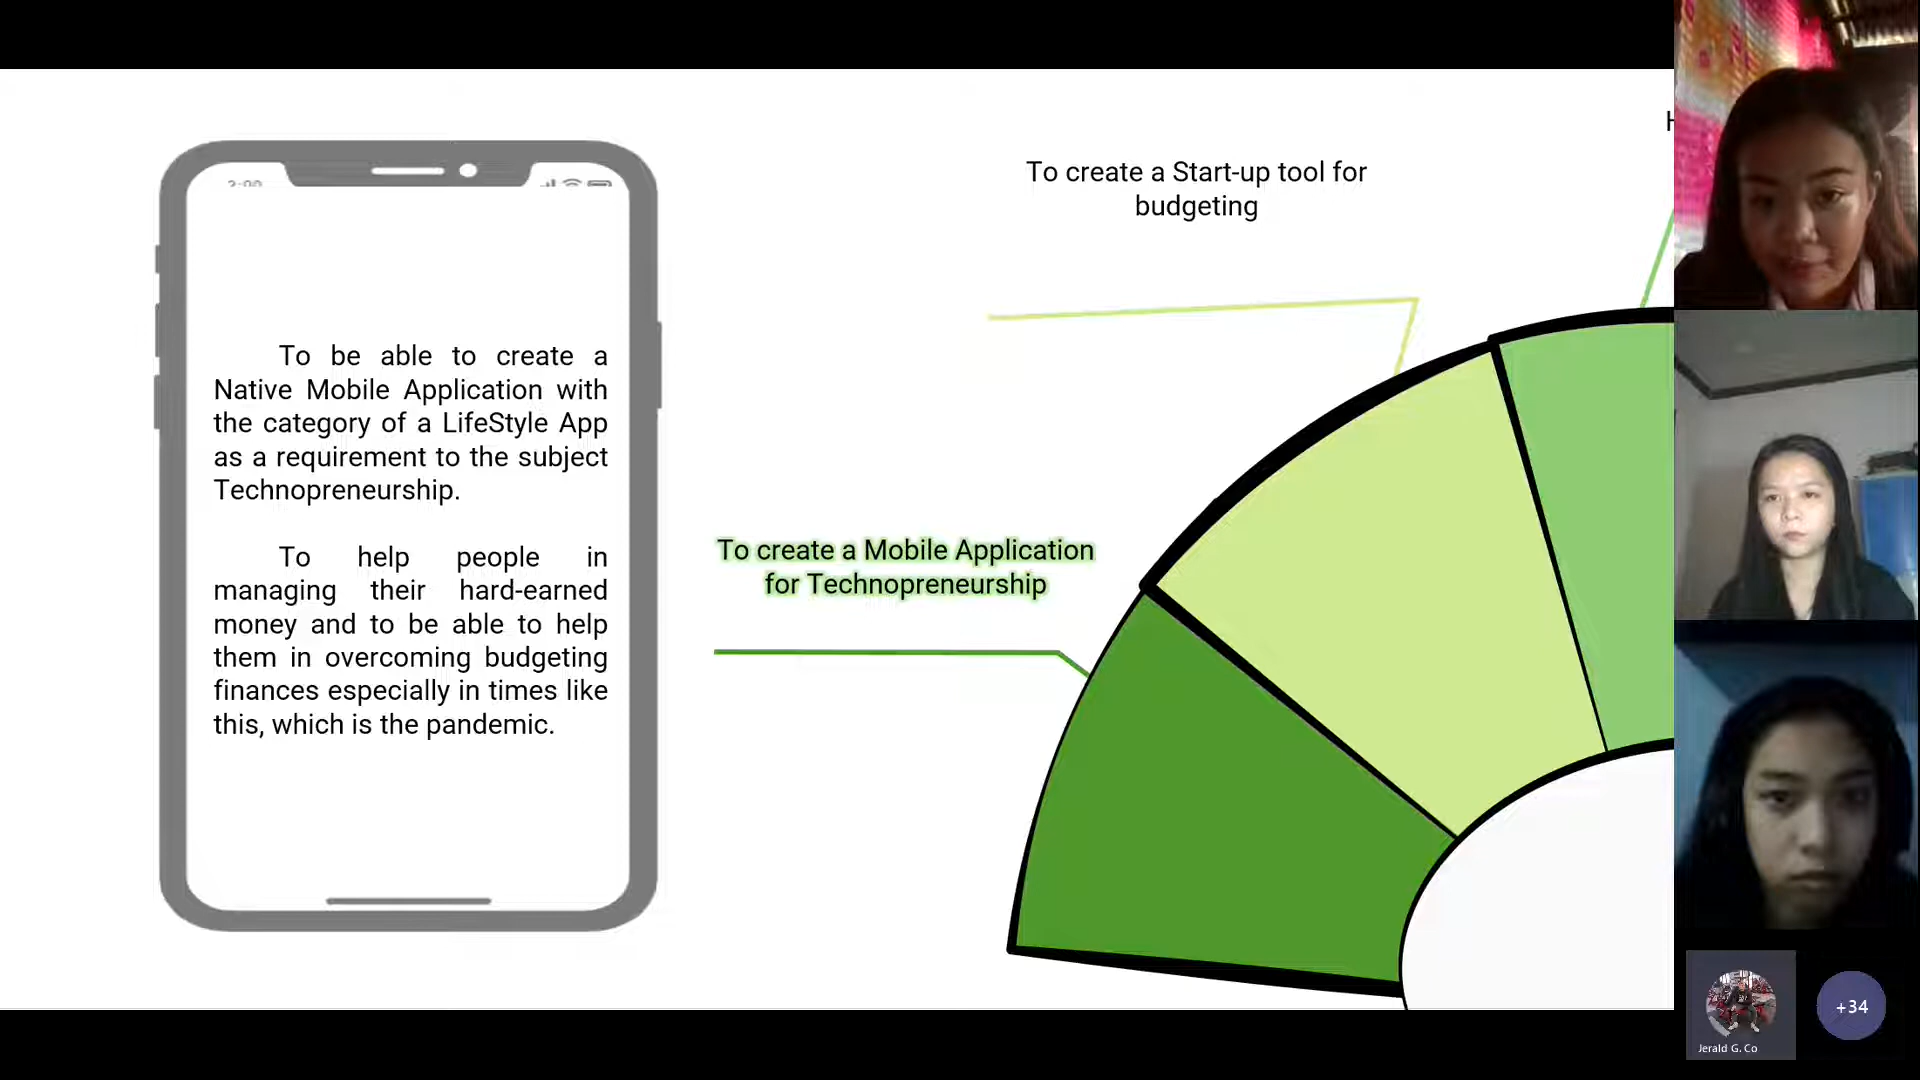 To be able to create a
Native Mobile Application with
the category of a LifeStyle App
as a requirement to the subject
Technopreneurship.
To help people in
managing their hard-earned
money and to be able to help
them in overcoming budgeting
finances especially in times like
this, which is the pandemic.
To create a Start-up tool for
budgeting
To create a Mobile Application
for Technopreneurship
Jerald G. Co
+34